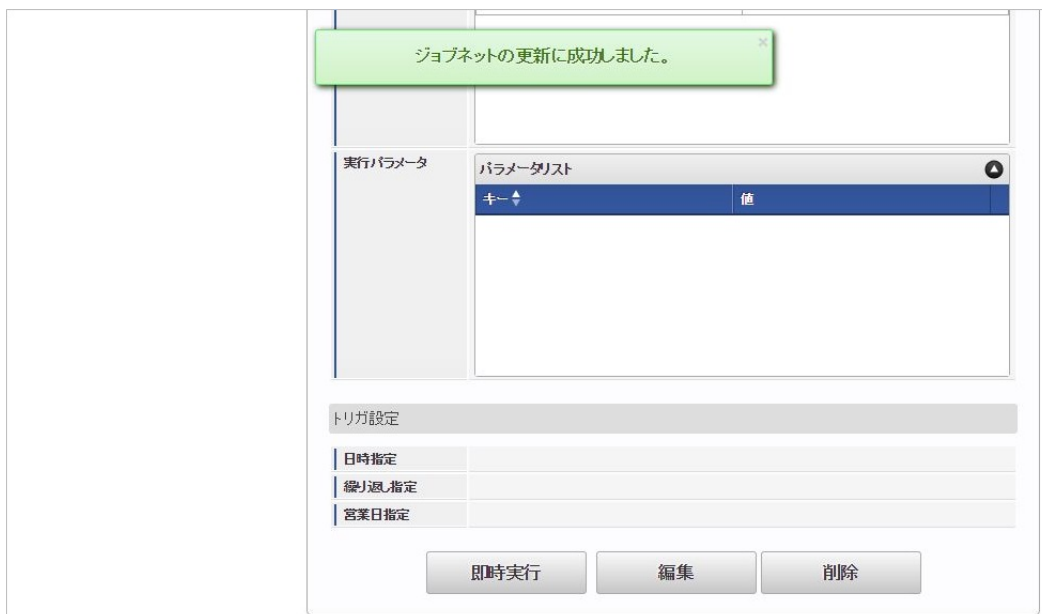 ジョブネットの更新に成功しました。
×
実行パラメータ
パラメータリスト
キー
値
トリガ設定
日時指定
繰り返し指定
営業日指定
即時実行
編集
削除